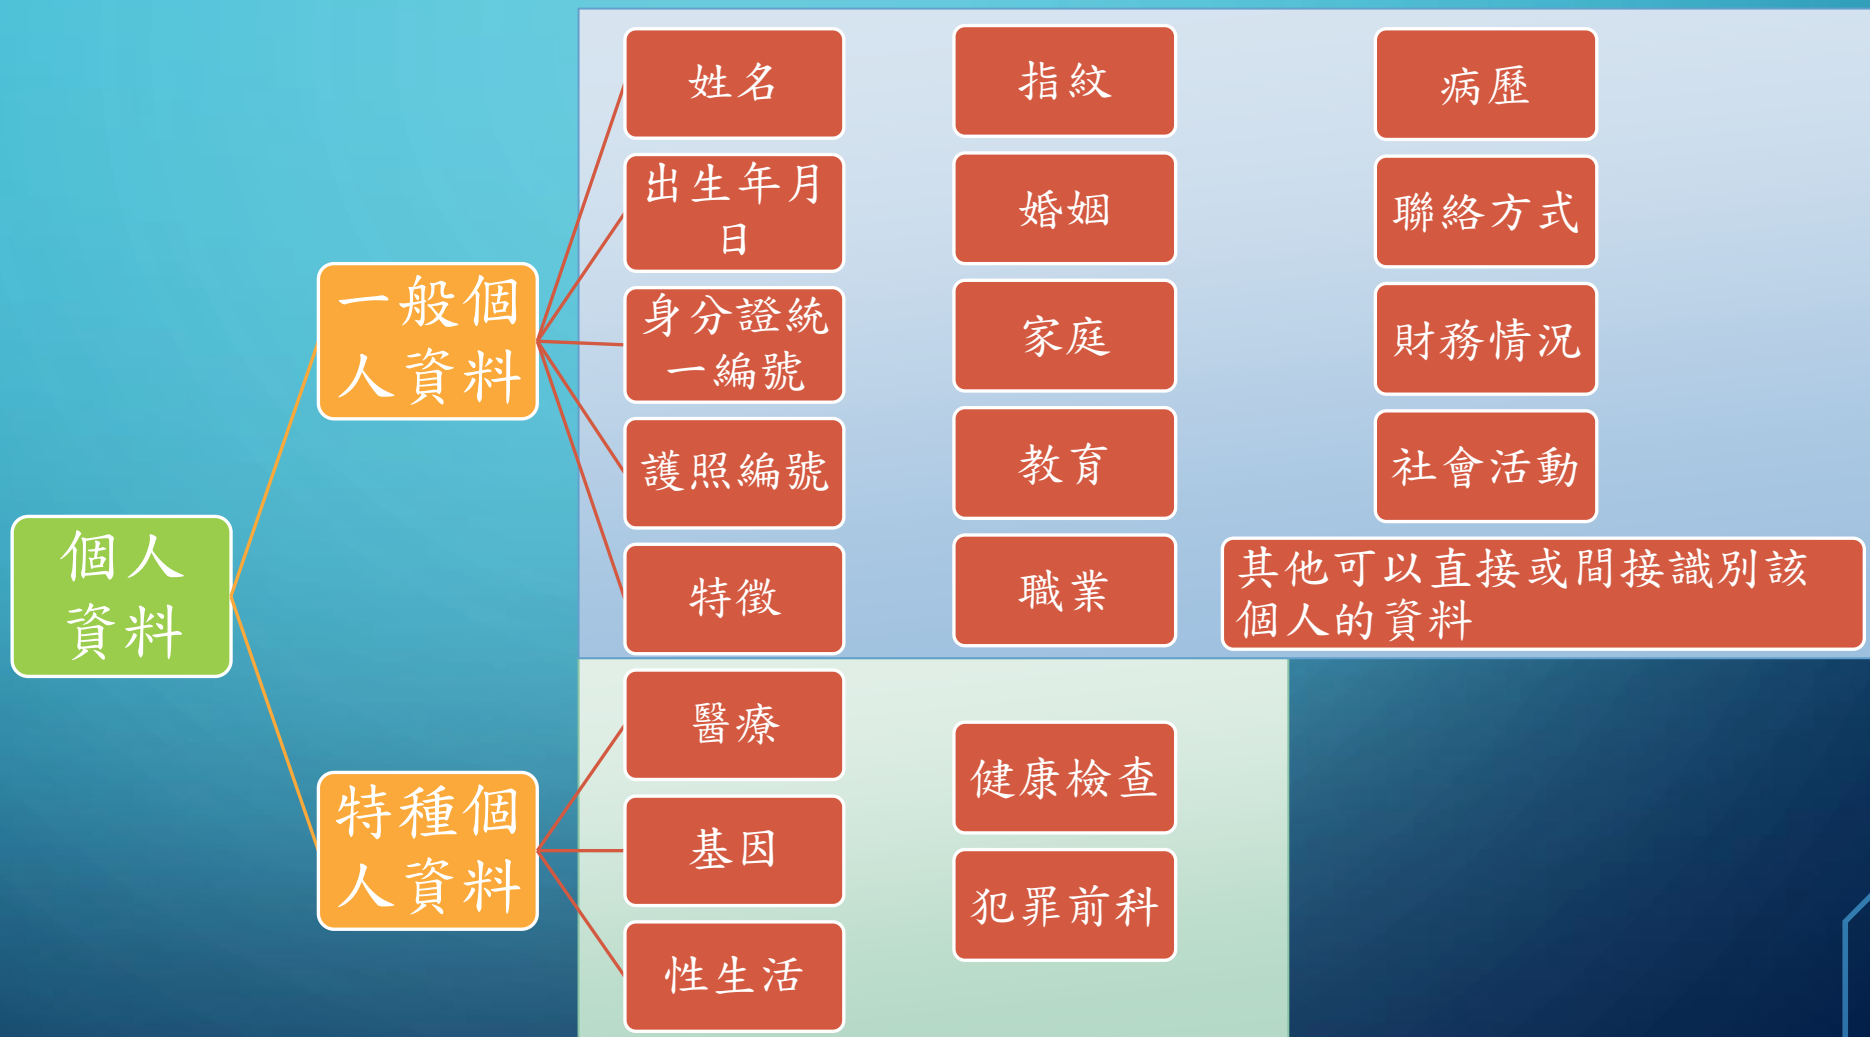 個人
資料
一般個
人資料
姓名
出生年月
日
身分證統
一編號
護照編號
特徵
指紋
婚姻
家庭
教育
職業
病歷
聯絡方式
財務情況
社會活動
其他可以直接或間接識別該
個人的資料
特種個
人資料
醫療
基因
性生活
健康檢查
犯罪前科